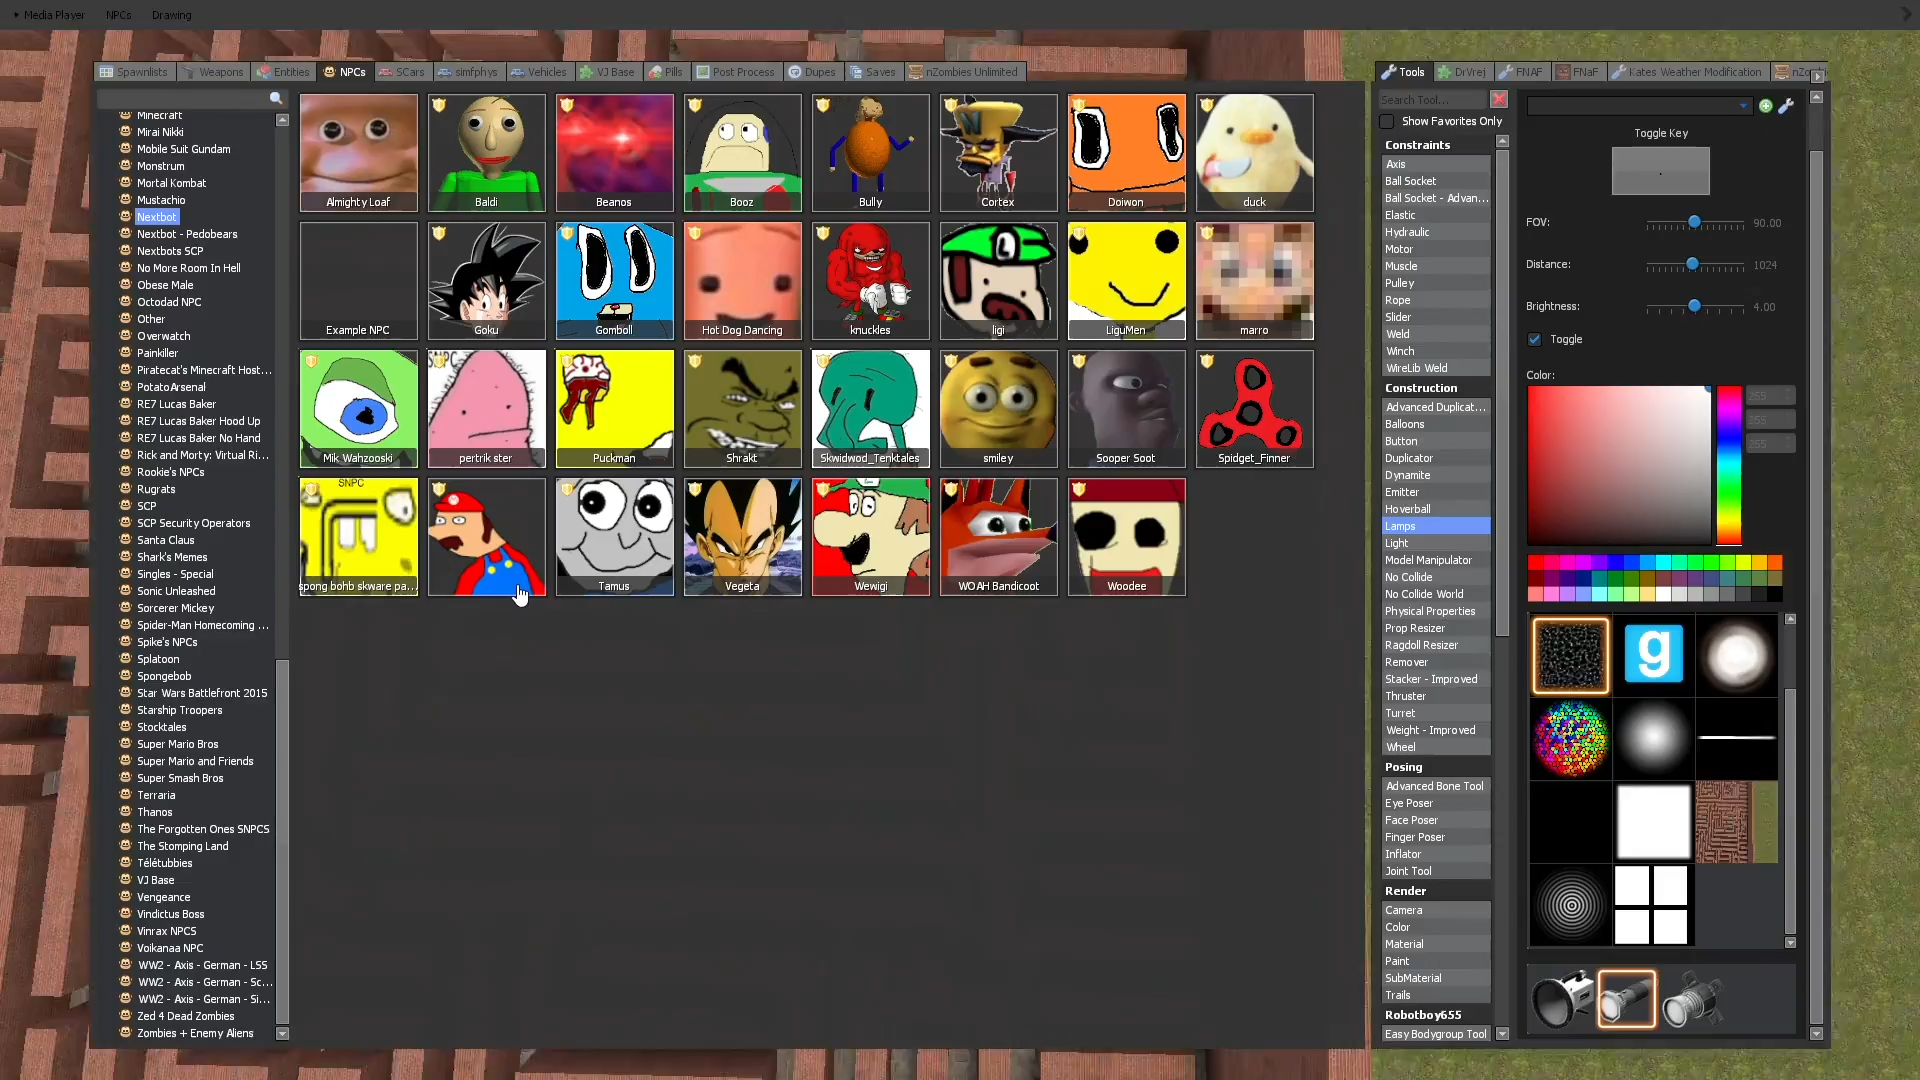 Media Player NPCs Drawing
Spawnlists Weapons Entities NPCs SCars simfphys Vehicles VJ Base Pills Post Process Dupes Saves nZombies Unlimited
Minecraft
Mirai Nikki
Mobile Suit Gundam
Monstrum
Mortal Kombat
Mustachio
Nextbot
Nextbot - Pedobears
Nextbots SCP
No More Room In Hell
Obese Male
Octodad NPC
Other
Overwatch
Painkiller
Piratecat's Minecraft Host...
PotatoArsenal
RE7 Lucas Baker
RE7 Lucas Baker Hood Up
RE7 Lucas Baker No Hand
Rick and Morty: Virtual Ri...
Rookie's NPCs
Rugrats
SCP
SCP Security Operators
Santa Claus
Shark's Memes
Singles - Special
Sonic Unleashed
Sorcerer Mickey
Spider-Man Homecoming ...
Spike's NPCs
Splatoon
Spongebob
Star Wars Battlefront 2015
Starship Troopers
Stocktales
Super Mario Bros
Super Mario and Friends
Super Smash Bros
Terraria
Thanos
The Forgotten Ones SNPCS
The Stomping Land
Télétubbies
VJ Base
Vengeance
Vindictus Boss
Vinrax NPCS
Voikanaa NPC
WW2 - Axis - German - LSS
WW2 - Axis - German - Sc...
WW2 - Axis - German - Si...
Zed 4 Dead Zombies
Zombies + Enemy Aliens
Almighty Loaf Baldi Beanos Booz Bully Cortex Doiwon duck
Example NPC Goku Gomboll Hot Dog Dancing knuckles ligi LiguMen marro
Mik Wahzooski pertrik ster Puckman Shrakt Skwidwod_Tenktales smiley Sooper Soot Spidget_Finner
SNPC
spong bohb skware pa... Tamus Vegeta Wewigi WOAH Bandicoot Woodee
Tools DrVrej FNAF FNaF Kates Weather Modification
Search Tool...
Show Favorites Only
Constraints
Axis
Ball Socket
Ball Socket - Advan...
Elastic
Hydraulic
Motor
Muscle
Pulley
Rope
Slider
Weld
Winch
WireLib Weld
Construction
Advanced Duplicat...
Balloons
Button
Duplicator
Dynamite
Emitter
Hoverball
Lamps
Light
Model Manipulator
No Collide
No Collide World
Physical Properties
Prop Resizer
Ragdoll Resizer
Remover
Stacker - Improved
Thruster
Turret
Weight - Improved
Wheel
Posing
Advanced Bone Tool
Eye Poser
Face Poser
Finger Poser
Inflator
Joint Tool
Render
Camera
Color
Material
Paint
SubMaterial
Trails
Robotboy655
Easy Bodygroup Tool
Toggle Key
FOV: 90.00
Distance: 1024
Brightness: 4.00
Toggle
Color:
255
255
255
g